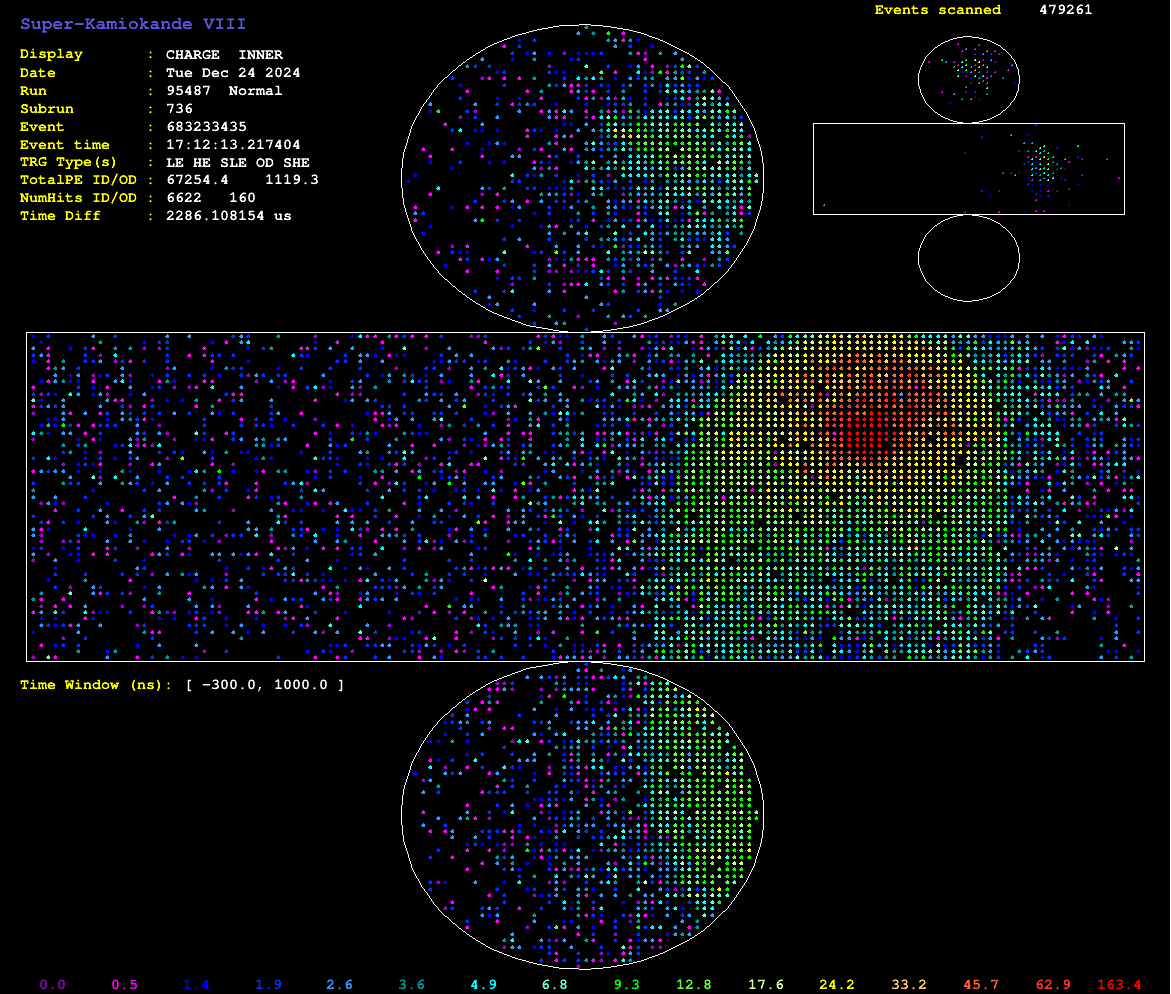 Super-Kamiokande VIII
Events scanned 479261
Display : CHARGE INNER
Date : Tue Dec 24 2024
Run : 95487 Normal
Subrun : 736
Event : 683233435
Event time : 17:12:13.217404
TRG Type(s) : LE HE SLE OD SHE
TotalPE ID/OD : 67254.4 1119.3
NumHits ID/OD : 6622 160
Time Diff : 2286.108154 us
Time Window (ns): [ −300.0, 1000.0 ]
0.0 0.5 1.4 1.9 2.6 3.6 4.9 6.8 9.3 12.8 17.6 24.2 33.2 45.7 62.9 163.4